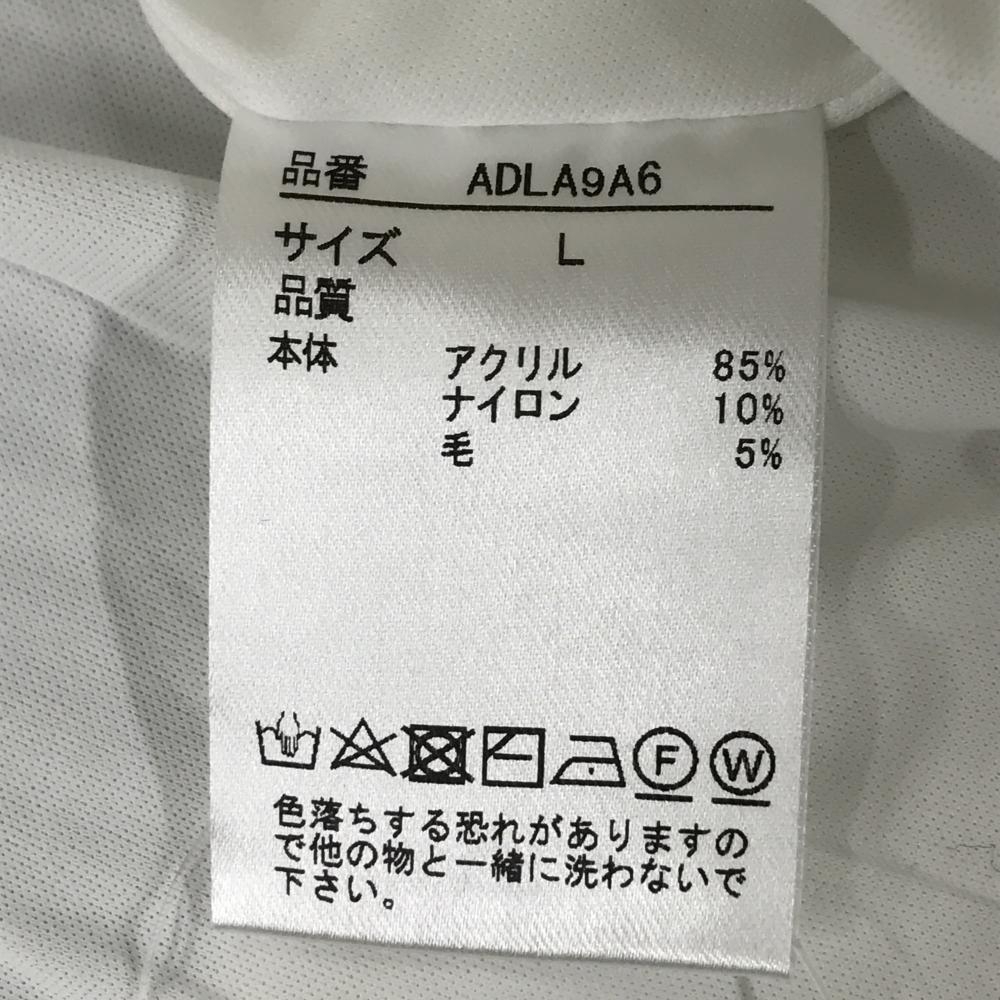 品番 ADLA9A6
サイズ L
品質
本体 アクリル 85%
ナイロン 10%
毛 5%
F W
色落ちする恐れがありますの
で他の物と一緒に洗わないで
下さい。